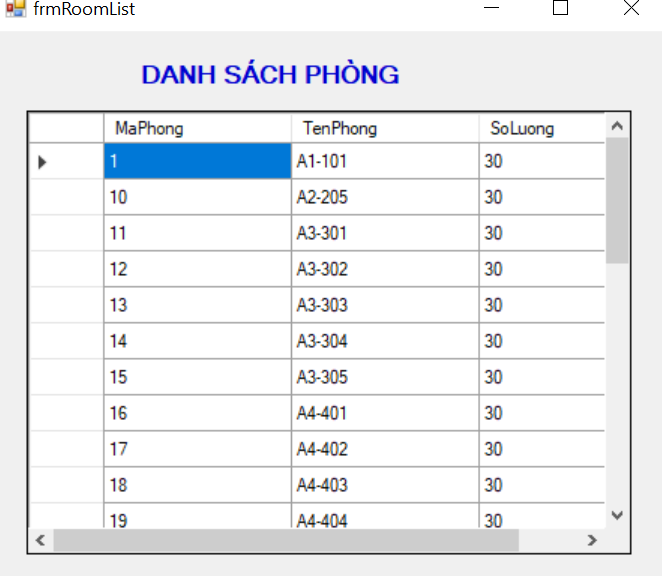 frmRoomList
DANH SÁCH PHÒNG
MaPhong TenPhong SoLuong
1 A1-101 30
10 A2-205 30
11 A3-301 30
12 A3-302 30
13 A3-303 30
14 A3-304 30
15 A3-305 30
16 A4-401 30
17 A4-402 30
18 A4-403 30
19 A4-404 30